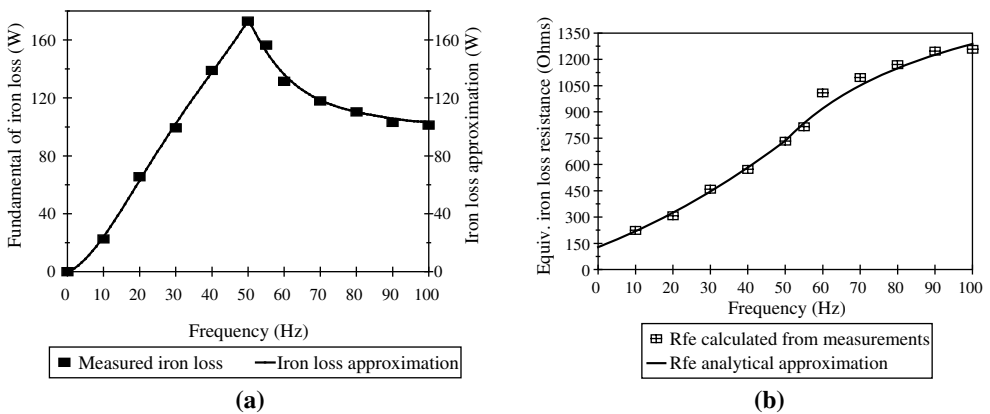 Fundamental of iron loss (W)
160
120
80
40
0
160
120
80
40
0
Iron loss approximation (W)
0 10 20 30 40 50 60 70 80 90 100
Frequency (Hz)
Measured iron loss
Iron loss approximation
(a)
Equiv. iron loss resistance (Ohms)
1350
1200
1050
900
750
600
450
300
150
0
0 10 20 30 40 50 60 70 80 90 100
Frequency (Hz)
Rfe calculated from measurements
Rfe analytical approximation
(b)